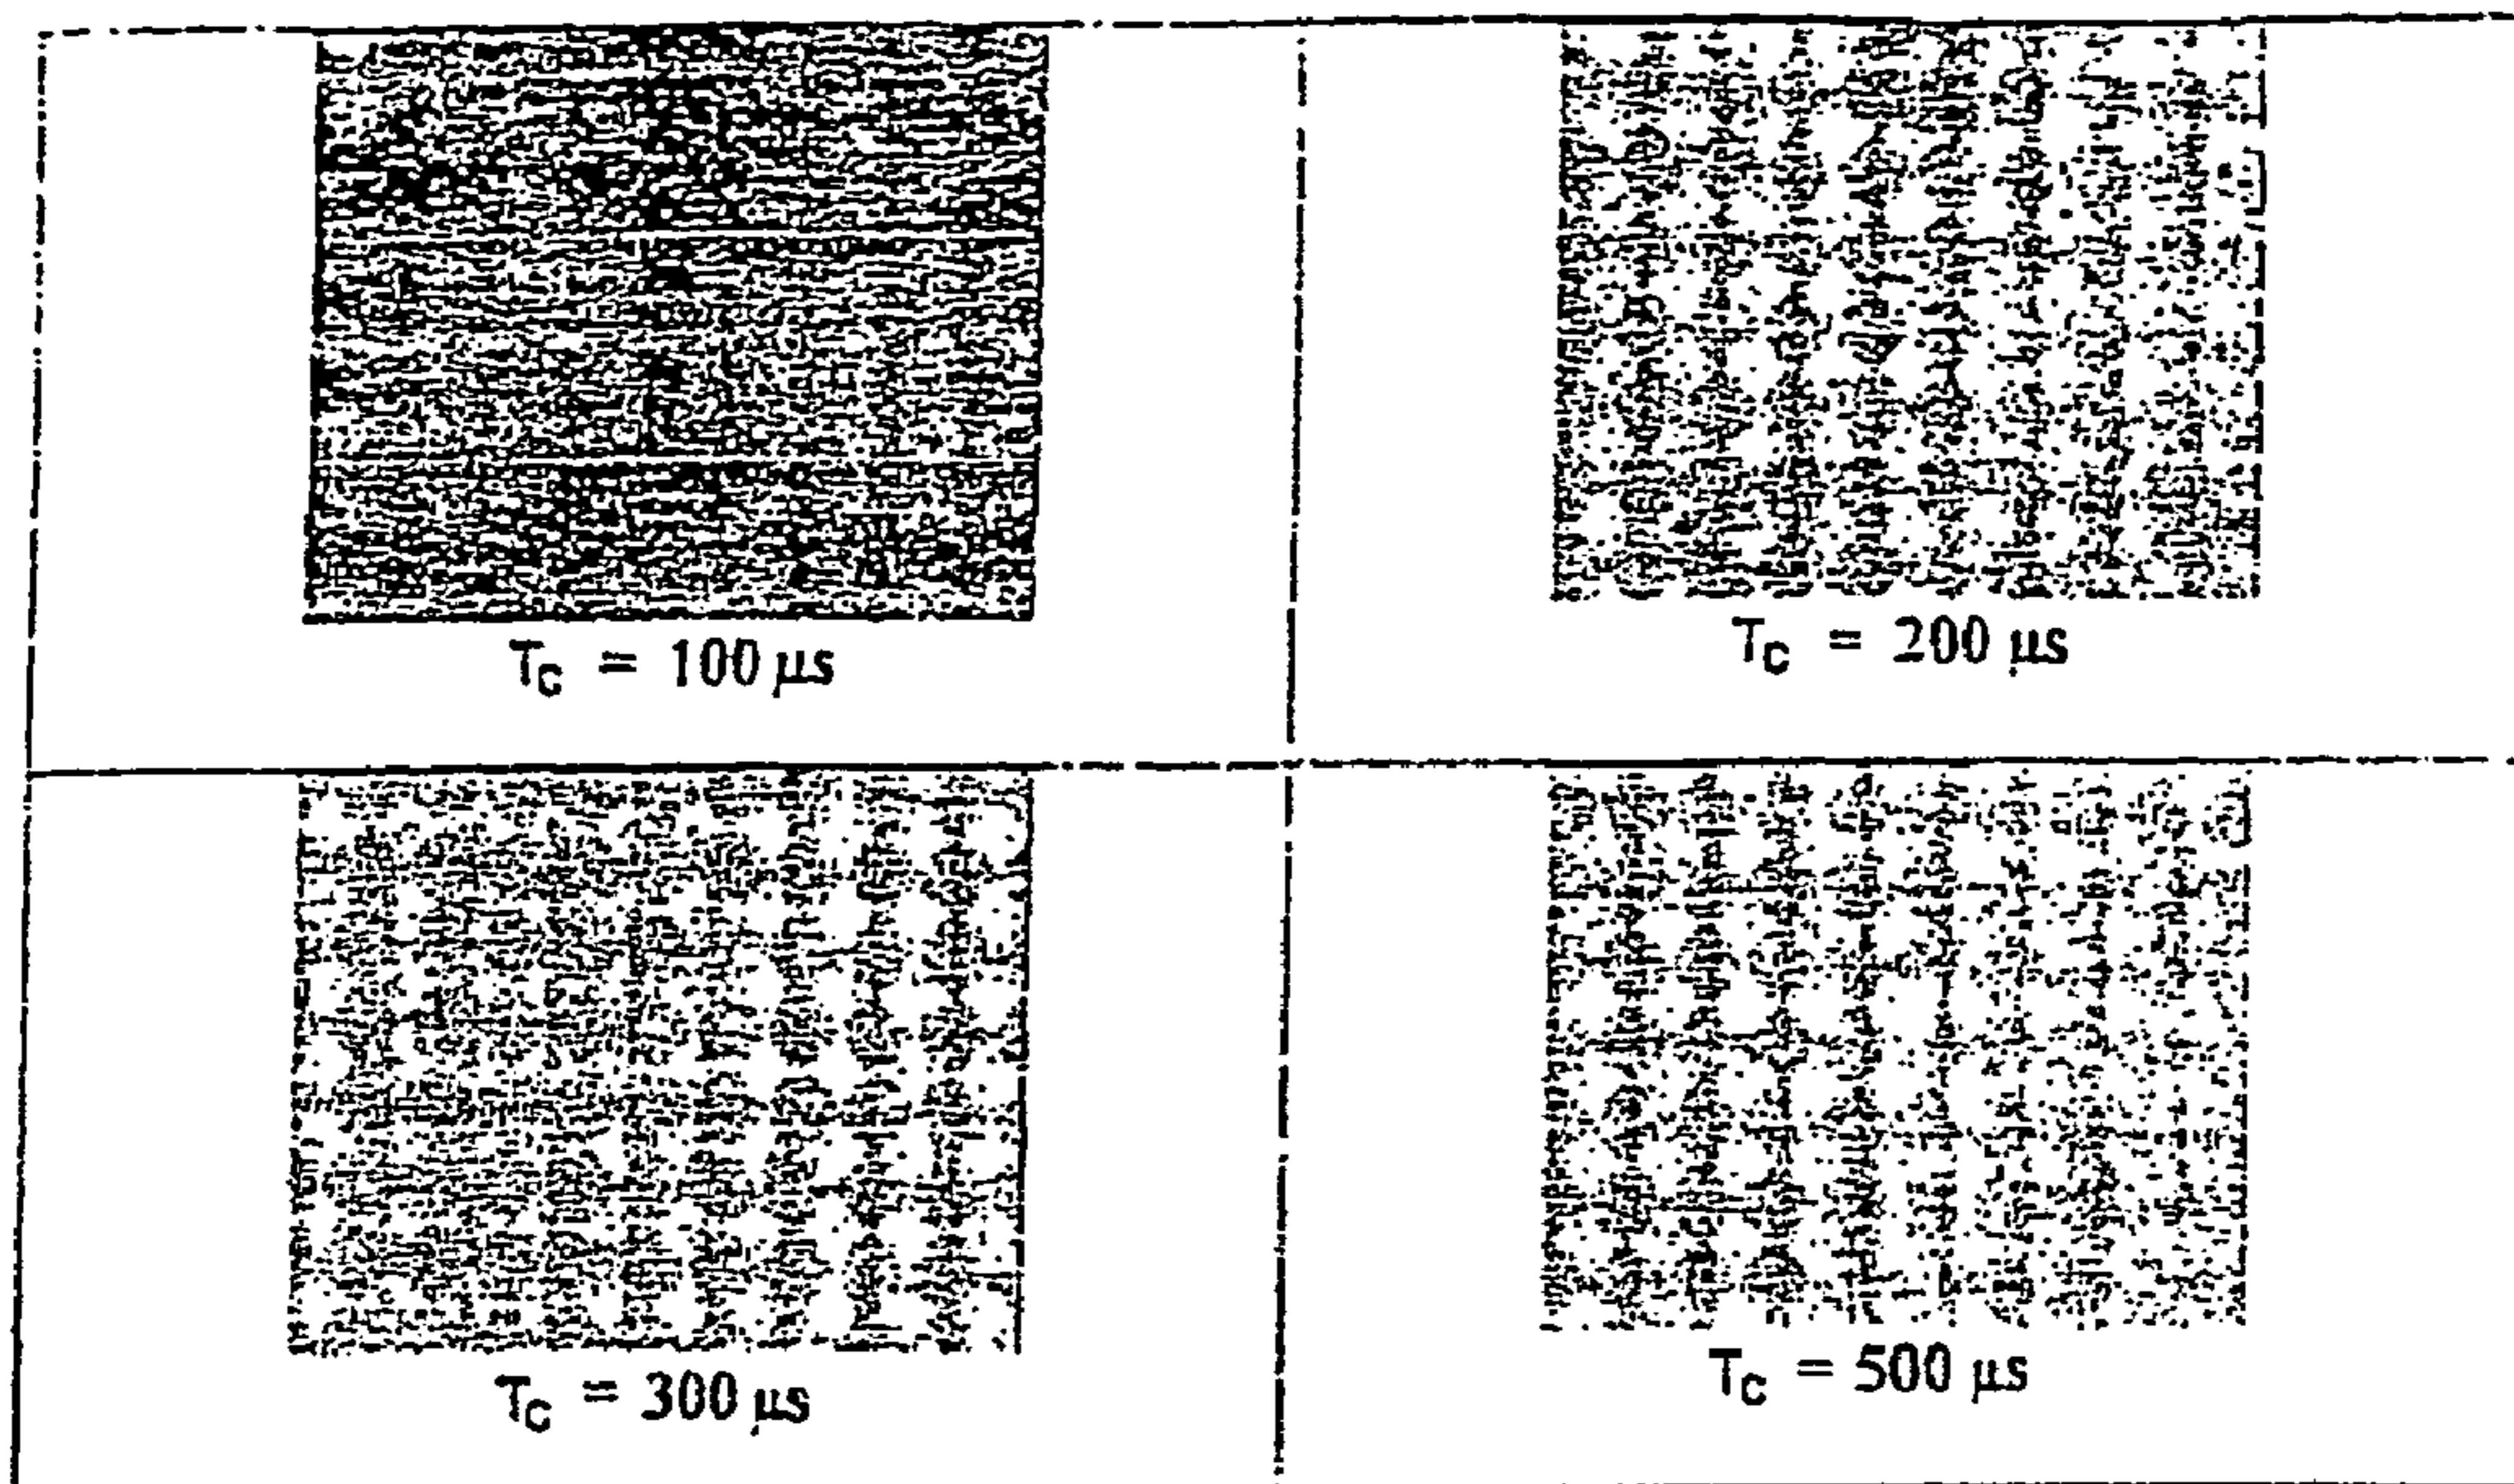 Tc = 100 μs
Tc = 200 μs
Tc = 300 μs
Tc = 500 μs